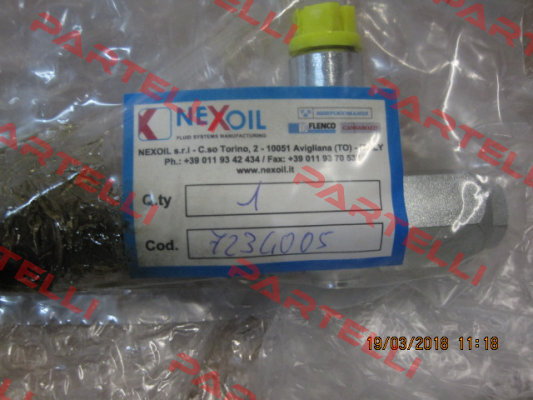 NEXOIL
FLUID SYSTEMS MANUFACTURING
FLENCO
NEXOIL s.r.l - C.so Torino, 2 - 10051 Avigliana (TO) - ITALY
Ph.: +39 011 93 42 434 / Fax: +39 011 93 70 53
www.nexoil.it
Q.ty 1
Cod. 7234005
19/03/2018 11:18
PARTELLI
PARTELLI
PARTELLI
PARTELLI
PARTELLI